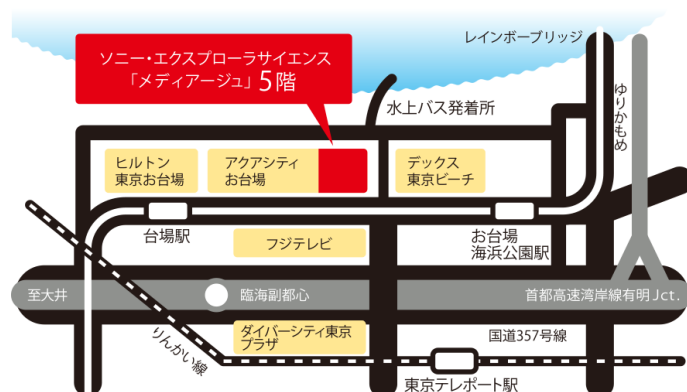 レインボーブリッジ
ソニー・エクスプローラサイエンス
「メディアージュ」5階
水上バス発着所
ゆりかもめ
ヒルトン
東京お台場
アクアシティ
お台場
デックス
東京ビーチ
台場駅
フジテレビ
お台場
海浜公園駅
至大井
臨海副都心
首都高速湾岸線有明Jct.
りんかい線
ダイバーシティ東京
プラザ
国道357号線
東京テレポート駅